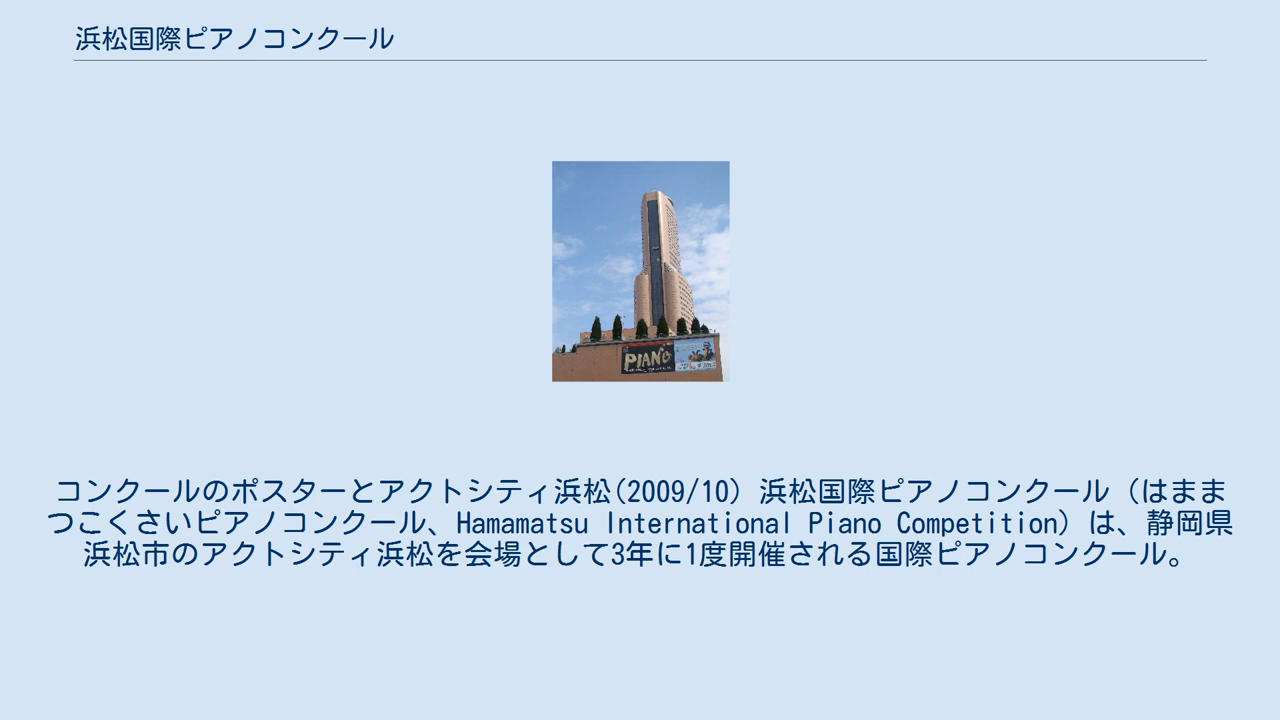 浜松国際ピアノコンクール
PIANO
コンクールのポスターとアクトシティ浜松(2009/10) 浜松国際ピアノコンクール（はままつこくさいピアノコンクール、Hamamatsu International Piano Competition）は、静岡県浜松市のアクトシティ浜松を会場として3年に1度開催される国際ピアノコンクール。